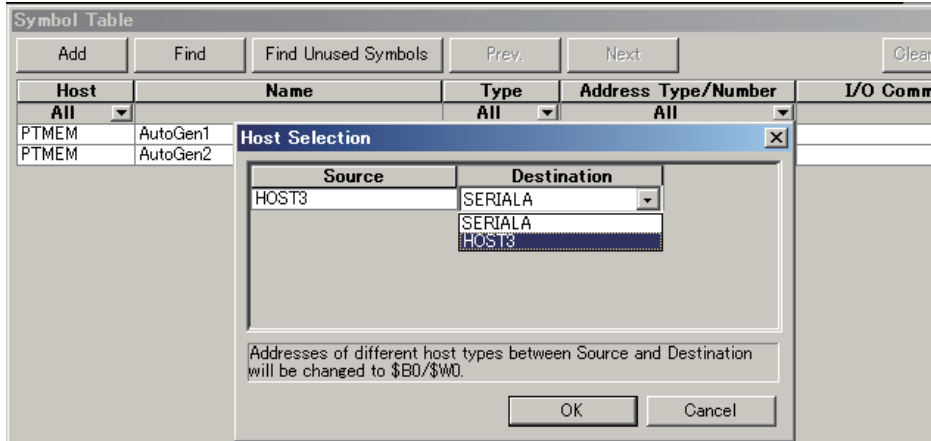 Symbol Table
Add Find Find Unused Symbols Prev. Next Clear
Host Name Type Address Type/Number I/O Comm
All All All
PTMEM AutoGen1
PTMEM AutoGen2
Host Selection
Source Destination
HOST3 SERIALA
SERIALA
HOST3
Addresses of different host types between Source and Destination
will be changed to $B0/$W0.
OK Cancel